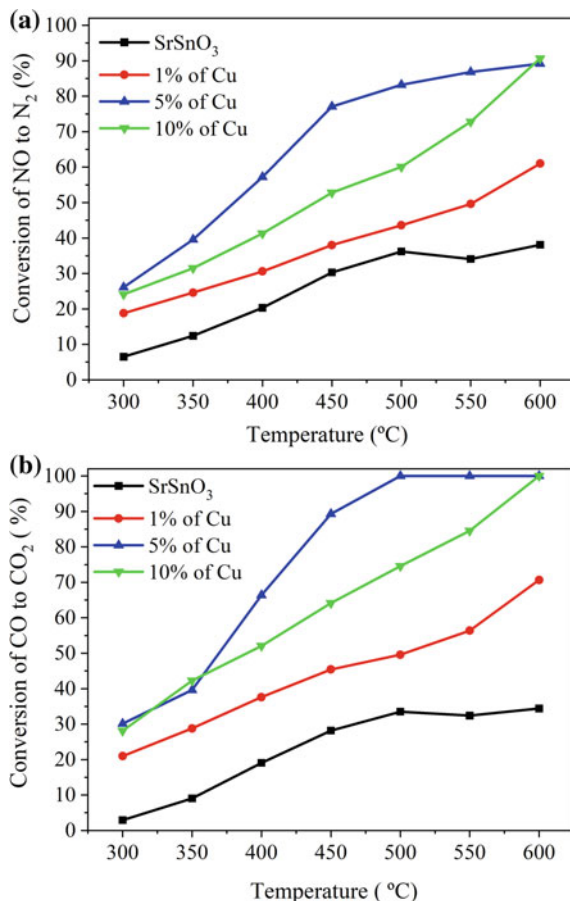 (a)
100
90
80
70
60
50
40
30
20
10
0
Conversion of NO to N₂ (%)
SrSnO₃
1% of Cu
5% of Cu
10% of Cu
300 350 400 450 500 550 600
Temperature (ºC)
(b)
100
90
80
70
60
50
40
30
20
10
0
Conversion of CO to CO₂ ( %)
SrSnO₃
1% of Cu
5% of Cu
10% of Cu
300 350 400 450 500 550 600
Temperature ( ºC)